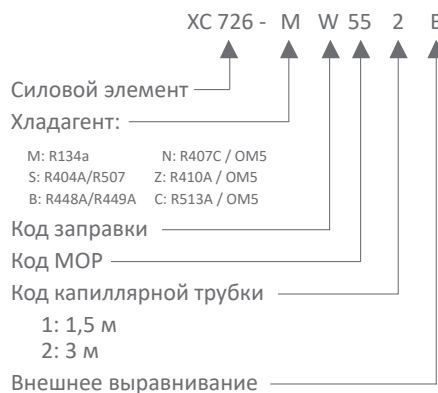 XC 726 - M W 55 2 B
Силовой элемент
Хладагент:
M: R134a N: R407C / OM5
S: R404A/R507 Z: R410A / OM5
B: R448A/R449A C: R513A / OM5
Код заправки
Код МОР
Код капиллярной трубки
1: 1,5 м
2: 3 м
Внешнее выравнивание